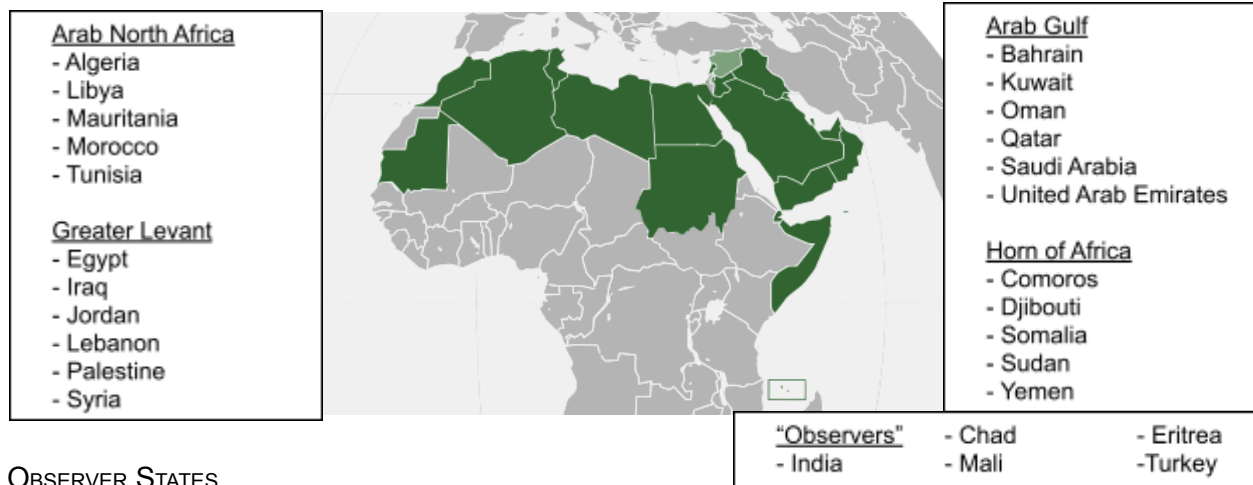 Arab North Africa
- Algeria
- Libya
- Mauritania
- Morocco
- Tunisia
Greater Levant
- Egypt
- Iraq
- Jordan
- Lebanon
- Palestine
- Syria
Arab Gulf
- Bahrain
- Kuwait
- Oman
- Qatar
- Saudi Arabia
- United Arab Emirates
Horn of Africa
- Comoros
- Djibouti
- Somalia
- Sudan
- Yemen
“Observers” - Chad - Eritrea
- India - Mali -Turkey
OBSERVER STATES